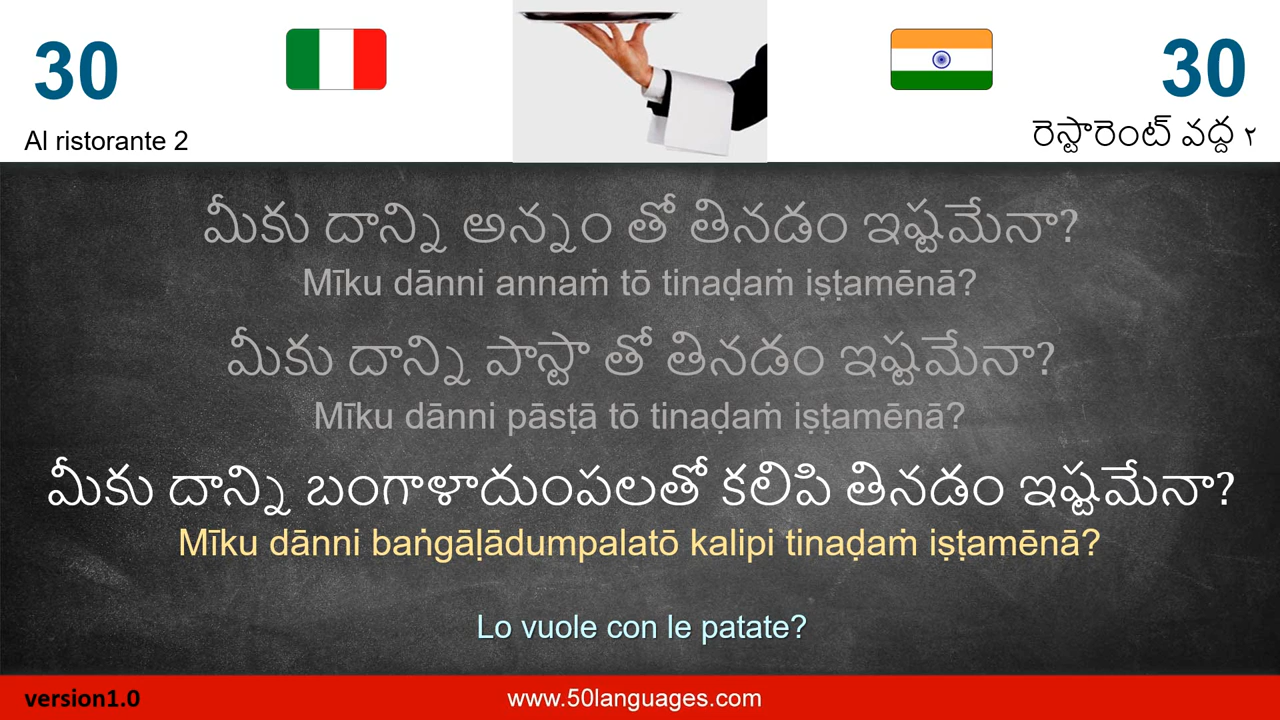 30
30
Al ristorante 2
రెస్టారెంట్ వద్ద ౨
మీకు దాన్ని అన్నం తో తినడం ఇష్టమేనా?
Mīku dānni annaṁ tō tinaḍaṁ iṣṭamēnā?
మీకు దాన్ని పాస్టా తో తినడం ఇష్టమేనా?
Mīku dānni pāsṭā tō tinaḍaṁ iṣṭamēnā?
మీకు దాన్ని బంగాళాదుంపలతో కలిపి తినడం ఇష్టమేనా?
Mīku dānni baṅgāḷādumpalatō kalipi tinaḍaṁ iṣṭamēnā?
Lo vuole con le patate?
version1.0
www.50languages.com